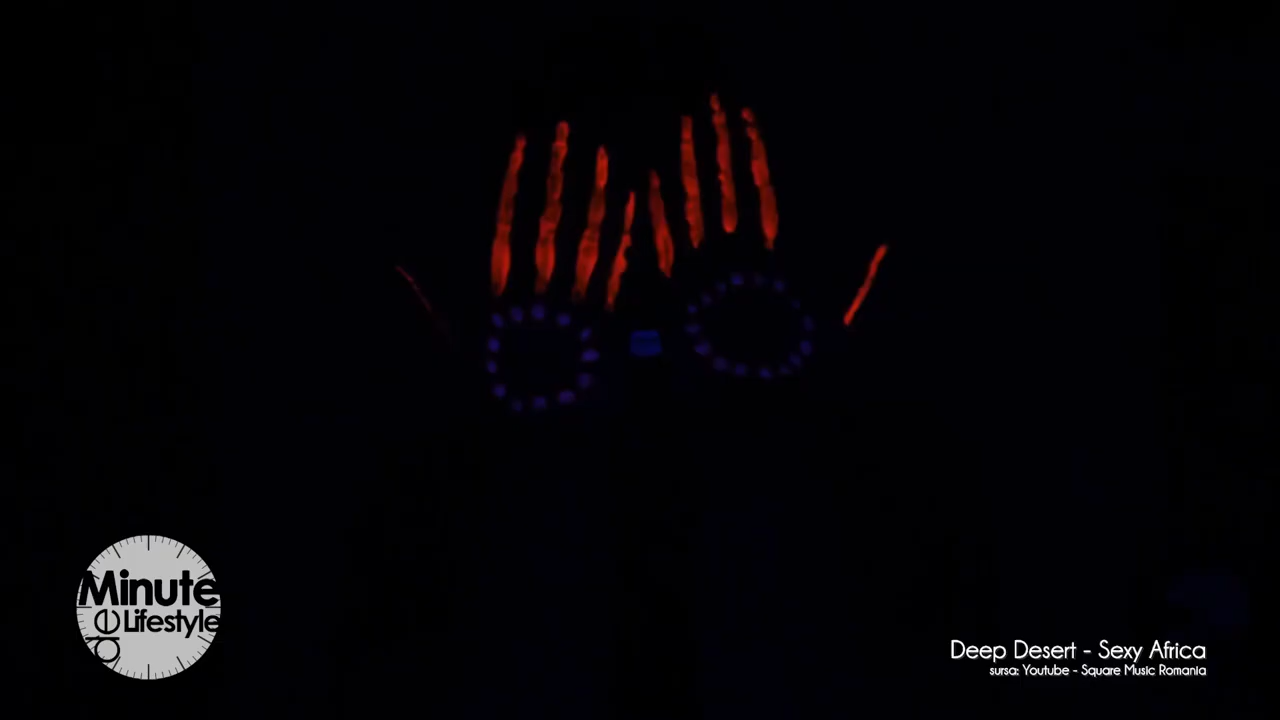 Minute
de Lifestyle
Deep Desert - Sexy Africa
sursa: Youtube - Square Music Romania